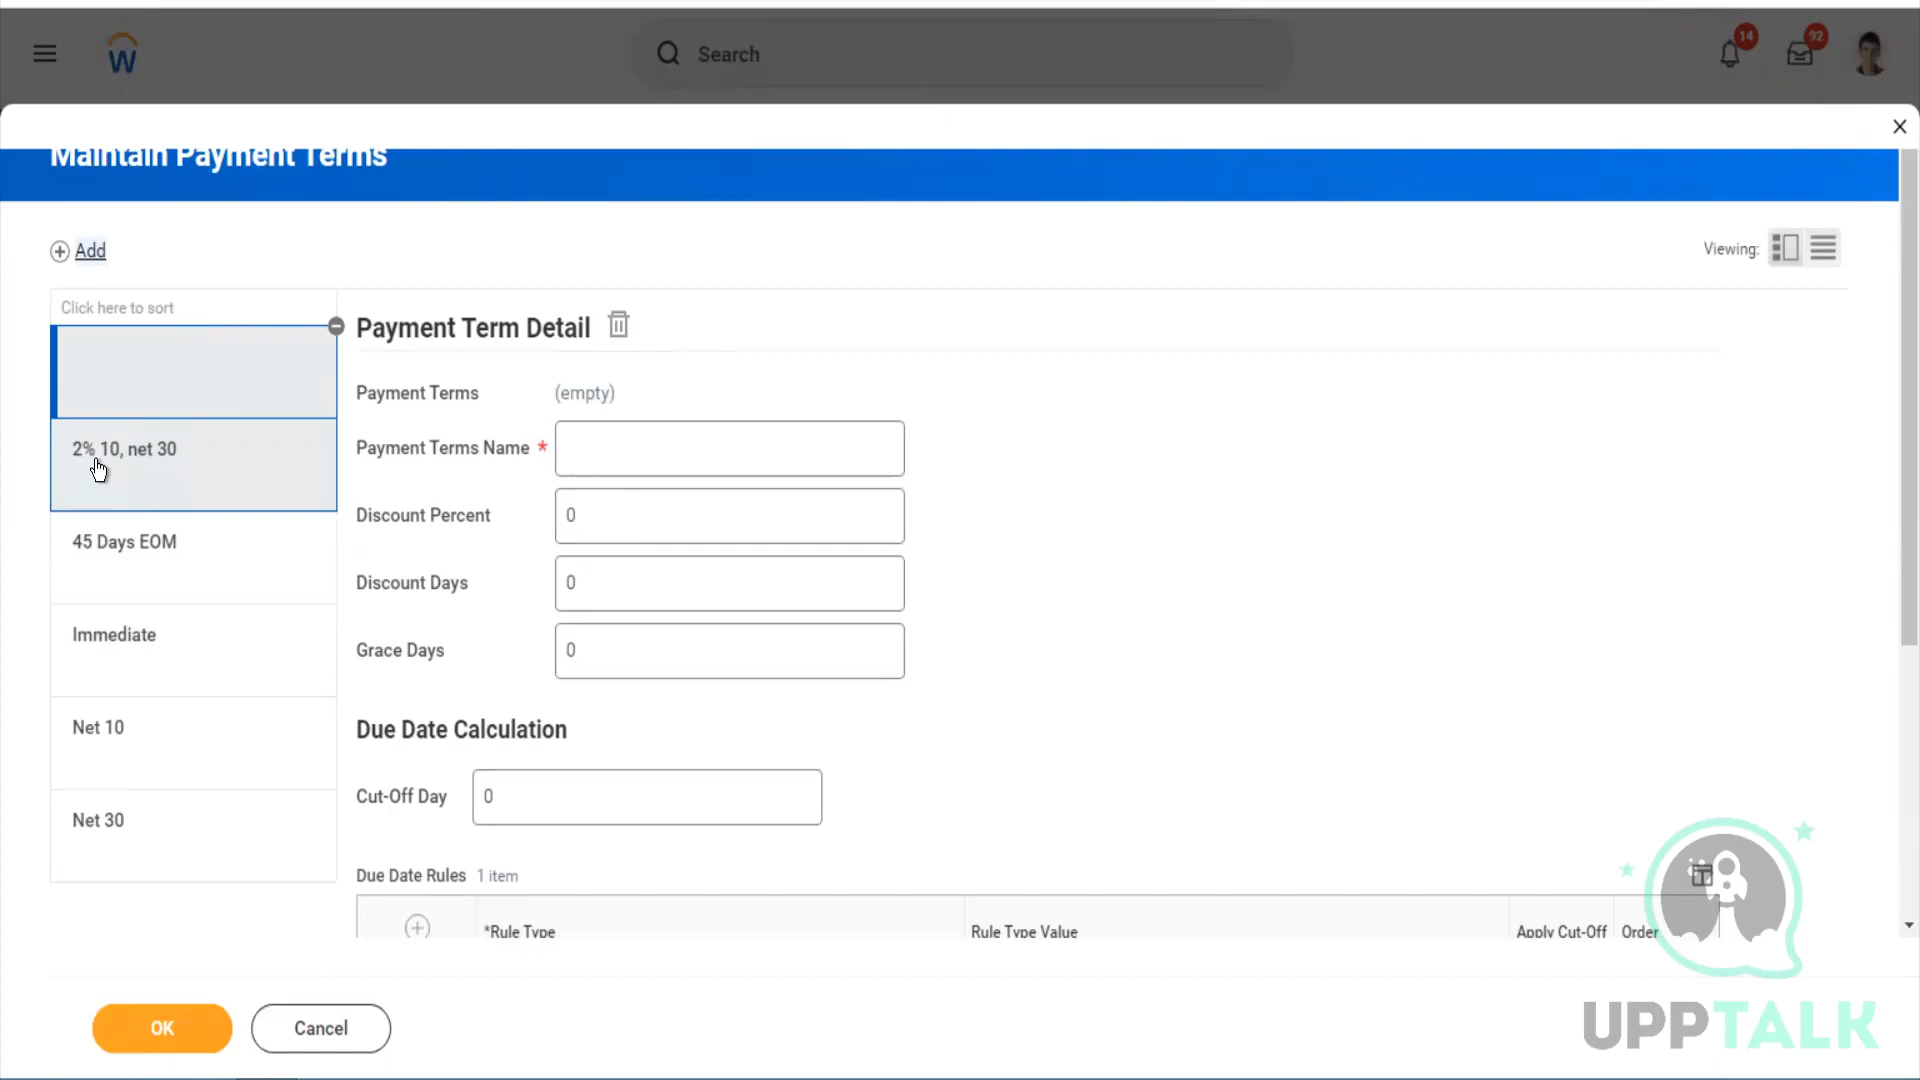 W
Search
14
92
Maintain Payment Terms
Add
Viewing:
Click here to sort
Payment Term Detail
Payment Terms (empty)
2% 10, net 30
Payment Terms Name *
Discount Percent 0
45 Days EOM
Discount Days 0
Immediate
Grace Days 0
Net 10
Due Date Calculation
Cut-Off Day 0
Net 30
Due Date Rules 1 item
*Rule Type Rule Type Value Apply Cut-Off Order
OK Cancel
UPPTALK